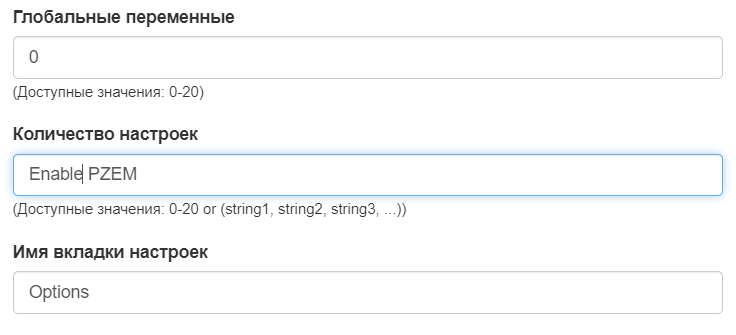 Глобальные переменные
0
(Доступные значения: 0-20)
Количество настроек
Enable PZEM
(Доступные значения: 0-20 or (string1, string2, string3, ...))
Имя вкладки настроек
Options